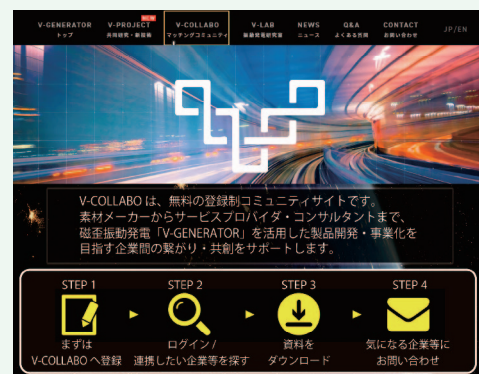 V-GENERATOR
トップ
V-PROJECT
共同研究・新技術
V-COLLABO
マッチングコミュニティ
V-LAB
振動発電研究室
NEWS
ニュース
Q&A
よくある質問
CONTACT
お問い合わせ
JP/EN
V-COLLABO は、無料の登録制コミュニティサイトです。
素材メーカーからサービスプロバイダ・コンサルタントまで、
磁歪振動発電「V-GENERATOR」を活用した製品開発・事業化を
目指す企業間の繋がり・共創をサポートします。
STEP 1
まずは
V-COLLABO へ登録
STEP 2
ログイン /
連携したい企業等を探す
STEP 3
資料を
ダウンロード
STEP 4
気になる企業等に
お問い合わせ